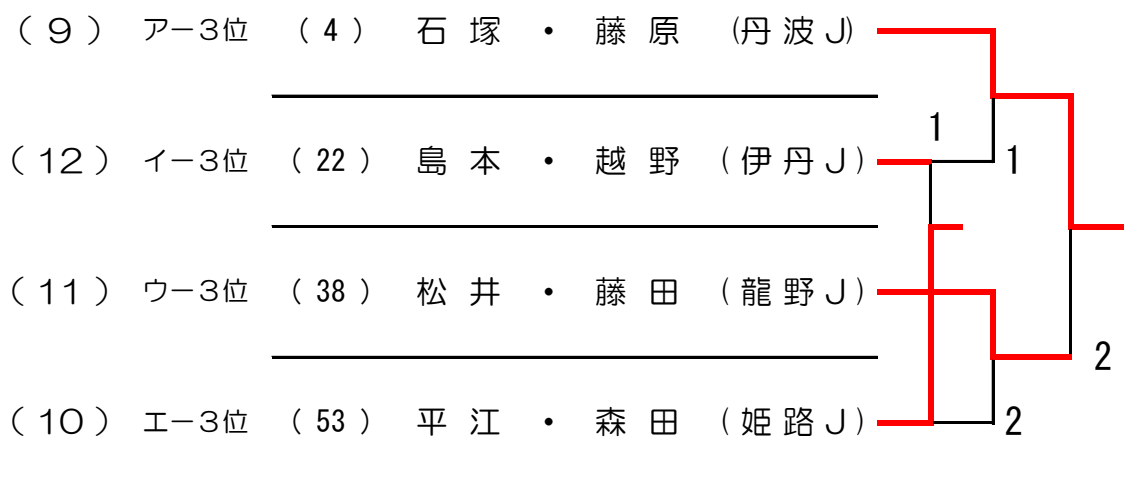 （９） アー３位 （ 4 ） 石 塚 ・ 藤 原 （丹 波 J）
1
（12） イー３位 （ 22 ） 島 本 ・ 越 野 （ 伊 丹 J ） 1
（11） ウー３位 （ 38 ） 松 井 ・ 藤 田 （ 龍 野 J ）
2
（10） エー３位 （ 53 ） 平 江 ・ 森 田 （ 姫 路 J ） 2